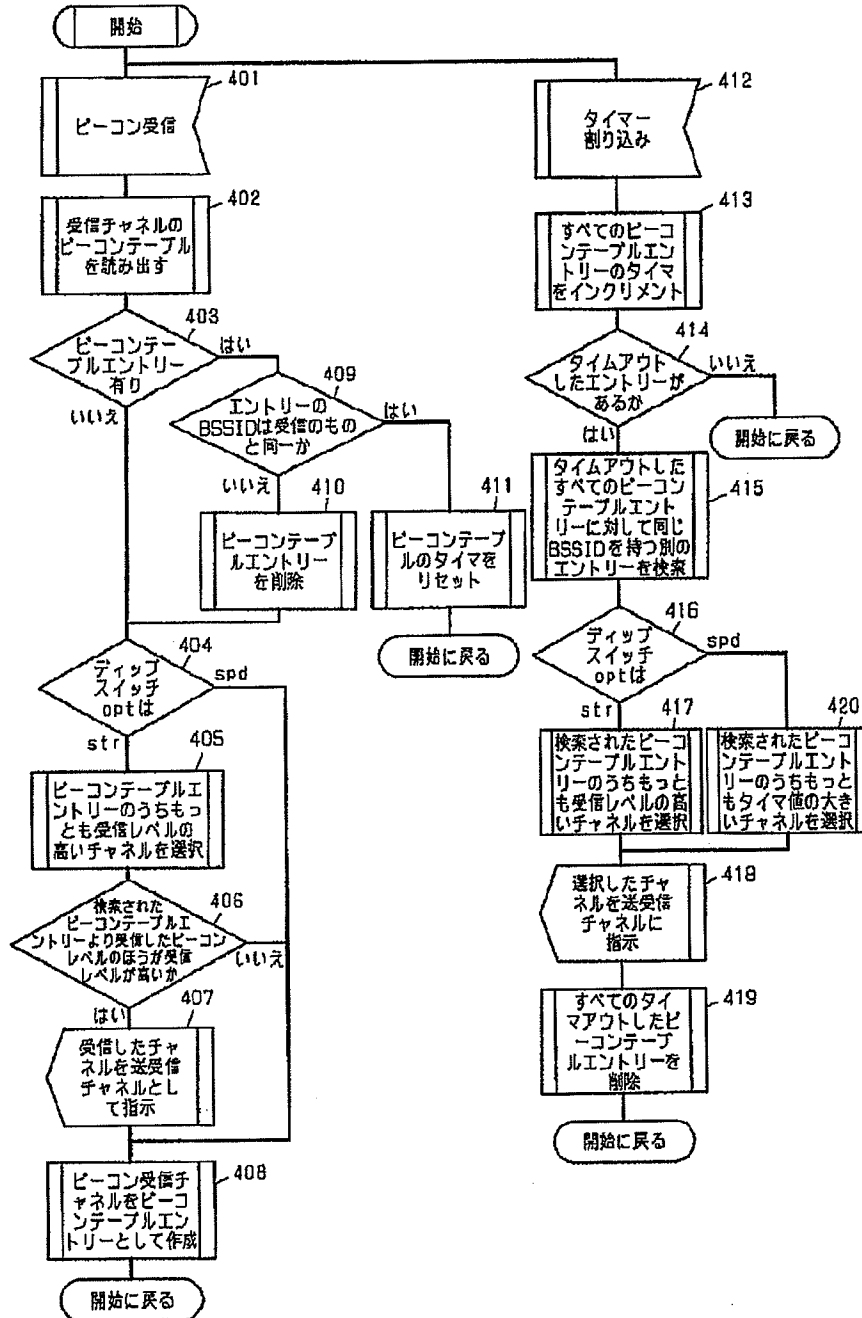 開始
401
ビーコン受信
402
受信チャネルの
ビーコンテーブル
を読み出す
403
ビーコンテー
ブルエントリー
有り
はい
いいえ
409
エントリーの
BSSIDは受信のもの
と同一か
はい
いいえ
410
ビーコンテーブ
ルエントリー
を削除
411
ビーコンテーブ
ルのタイマを
リセット
開始に戻る
404
ディップ
スイッチ
optは
spd
str
405
ビーコンテーブルエ
ントリーのうちもっ
とも受信レベルの
高いチャネルを選択
406
検索された
ビーコンテーブルエ
ントリーより受信したビーコン
レベルのほうが受信
レベルが高いか
いいえ
はい
407
受信したチャ
ネルを送受信
チャネルとし
て指示
408
ビーコン受信チ
ャネルをビーコ
ンテーブルエン
トリーとして作成
開始に戻る
412
タイマー
割り込み
413
すべてのビーコ
ンテーブルエン
トリーのタイマ
をインクリメント
414
タイムアウト
したエントリーが
あるか
いいえ
はい
開始に戻る
415
タイムアウトした
すべてのビーコン
テーブルエント
リーに対して同じ
BSSIDを持つ別の
エントリーを検索
416
ディップ
スイッチ
optは
spd
str
417
検索されたビーコ
ンテーブルエント
リーのうちもっと
も受信レベルの高
いチャネルを選択
420
検索されたビーコ
ンテーブルエント
リーのうちもっと
もタイマ値の大き
いチャネルを選択
418
選択したチャ
ネルを送受信
チャネルに
指示
419
すべてのタイ
マアウトしたビ
ーコンテーブ
ルエントリーを
削除
開始に戻る